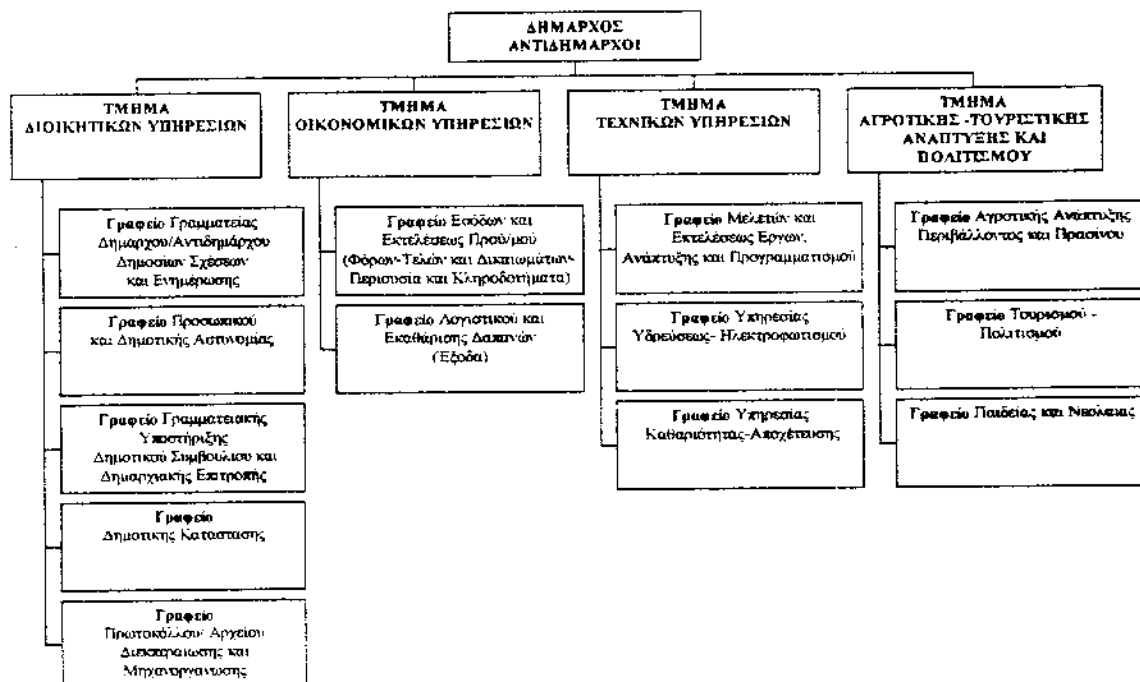 ΔΗΜΑΡΧΟΣ
ΑΝΤΙΔΗΜΑΡΧΟΙ
ΤΜΗΜΑ
ΔΙΟΙΚΗΤΙΚΩΝ ΥΠΗΡΕΣΙΩΝ
Γραφείο Γραμματείας
Δημάρχου/Αντιδημάρχου
Δημοσίων Σχέσεων
και Ενημέρωσης
Γραφείο Προσωπικού
και Δημοτικής Αστυνομίας
Γραφείο Γραμματειακής
Υποστήριξης
Δημοτικού Συμβουλίου και
Δημαρχιακής Επιτροπής
Γραφείο
Δημοτικής Κατάστασης
Γραφείο
Πρωτοκόλλου/ Αρχείου
Διεκπεραίωσης και
Μηχανοργάνωσης
ΤΜΗΜΑ
ΟΙΚΟΝΟΜΙΚΩΝ ΥΠΗΡΕΣΙΩΝ
Γραφείο Εσόδων και
Εκτελέσεως Προϋ/μού
(Φόρων-Τελών και Δικαιωμάτων-
Περιουσία και Κληροδοτήματα)
Γραφείο Λογιστικού και
Εκαθάρισης Δαπανών
(Έξοδα)
ΤΜΗΜΑ
ΤΕΧΝΙΚΩΝ ΥΠΗΡΕΣΙΩΝ
Γραφείο Μελετών και
Εκτελέσεως Έργων,
Ανάπτυξης και Προγραμματισμού
Γραφείο Υπηρεσίας
Υδρεύσεως- Ηλεκτροφωτισμού
Γραφείο Υπηρεσίας
Καθαριότητας-Αποχέτευσης
ΤΜΗΜΑ
ΑΓΡΟΤΙΚΗΣ -ΤΟΥΡΙΣΤΙΚΗΣ
ΑΝΑΠΤΥΞΗΣ ΚΑΙ
ΠΟΛΙΤΙΣΜΟΥ
Γραφείο Αγροτικής Ανάπτυξης
Περιβάλλοντος και Πρασίνου
Γραφείο Τουρισμού -
Πολιτισμού
Γραφείο Παιδείας και Νεολαίας